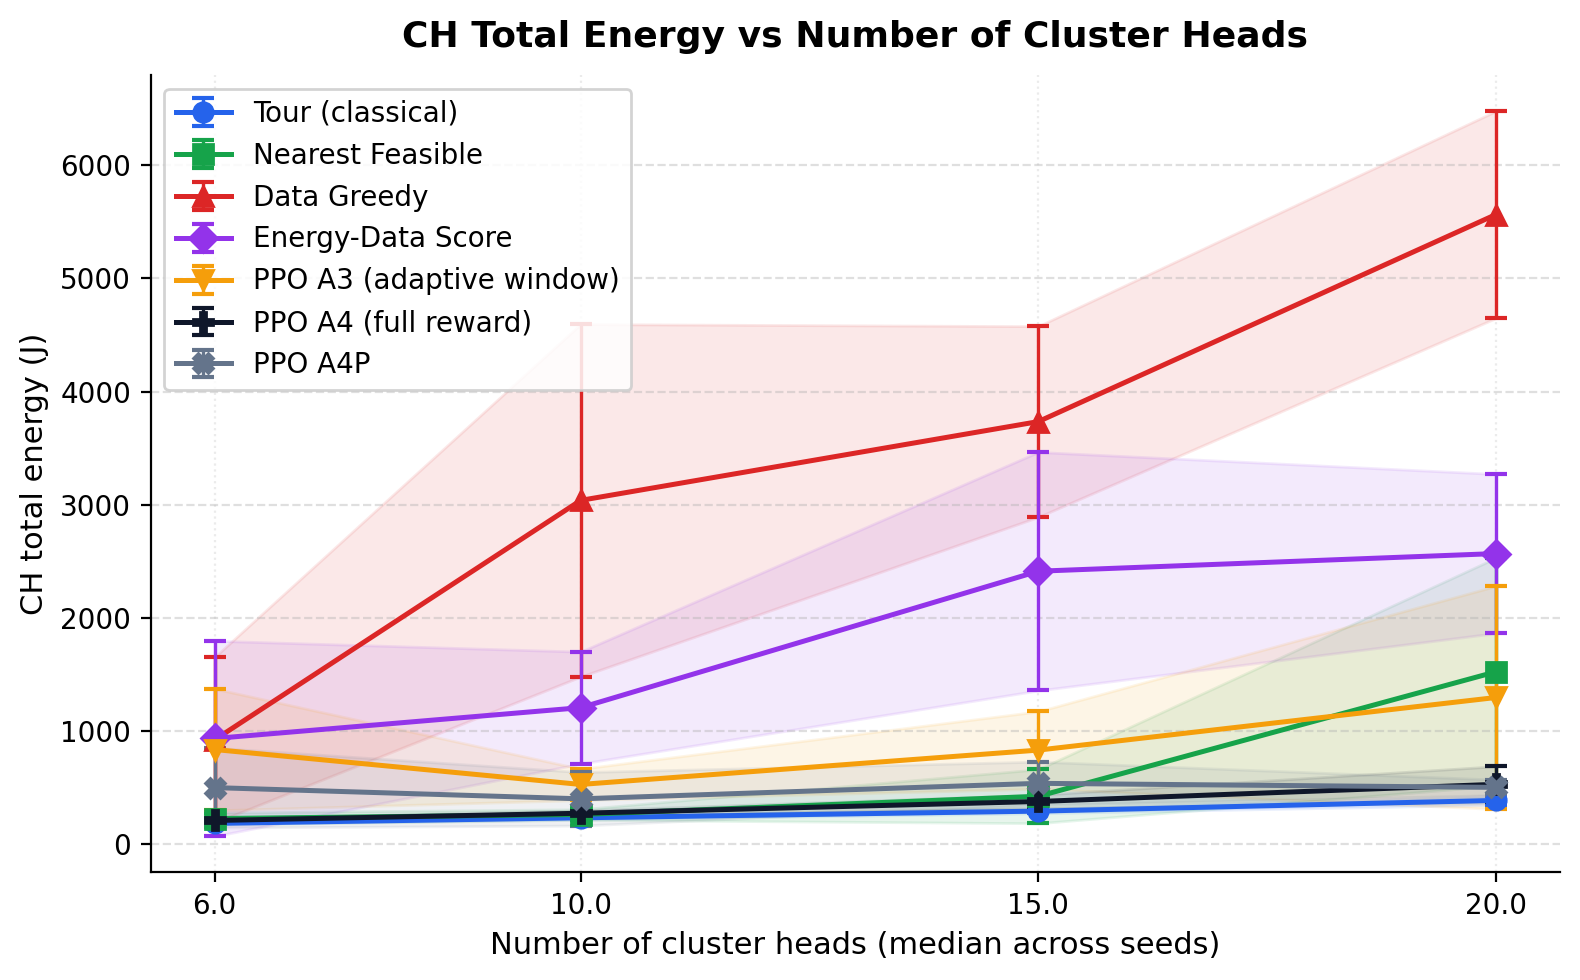 CH Total Energy vs Number of Cluster Heads
Tour (classical)
Nearest Feasible
Data Greedy
Energy-Data Score
PPO A3 (adaptive window)
PPO A4 (full reward)
PPO A4P
CH total energy (J)
6000
5000
4000
3000
2000
1000
0
6.0 10.0 15.0 20.0
Number of cluster heads (median across seeds)